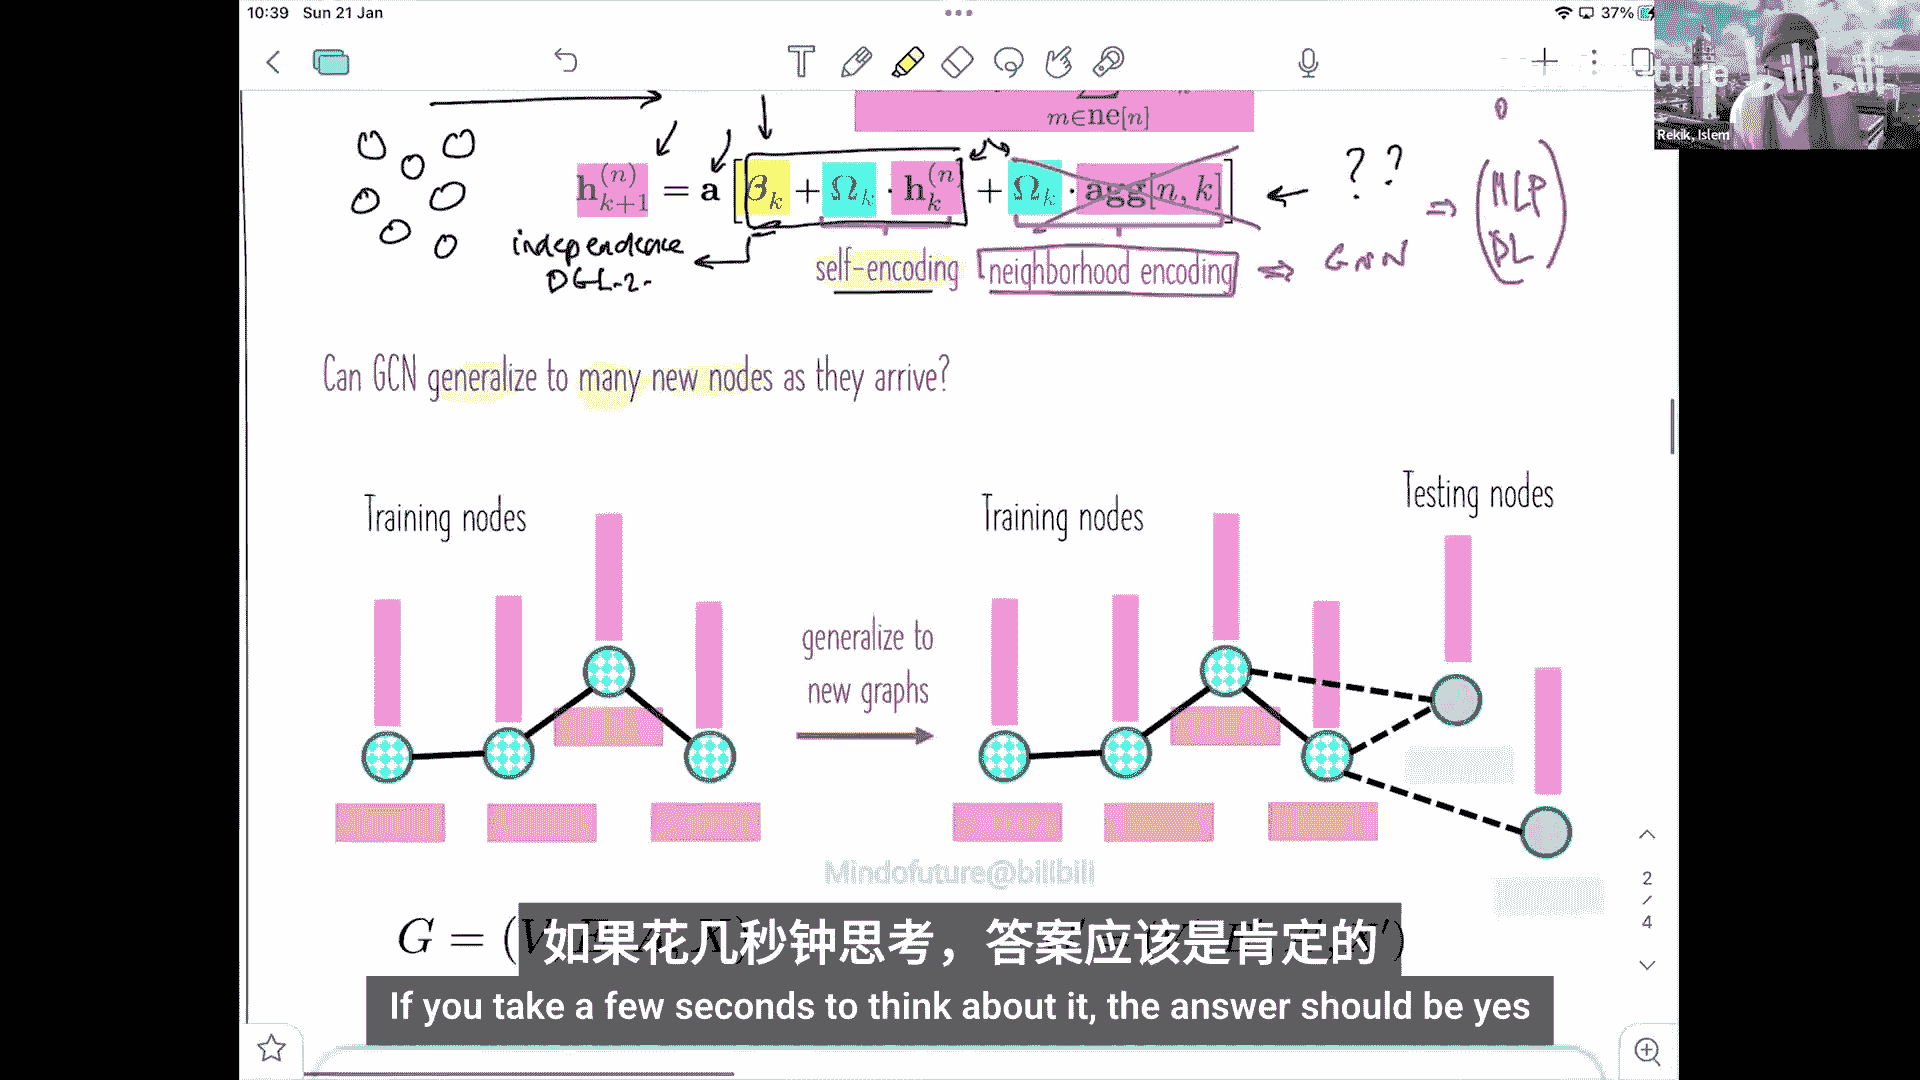 10:39 Sun 21 Jan
37%
T
bilibili
Rekik, Islem
m∈ne[n]
h_{k+1}^{(n)} = a [β_k + Ω_k · h_k^{(n)} + Ω_k · agg[n, k]] ← ??
⇒ (MLP
DL)
independence
DGL-2-
self-encoding
neighborhood encoding ⇒ GNN
Can GCN generalize to many new nodes as they arrive?
Training nodes
Training nodes
Testing nodes
generalize to
new graphs
Mindofuture@bilibili
2
4
G = (V
如果花几秒钟思考，答案应该是肯定的
If you take a few seconds to think about it, the answer should be yes